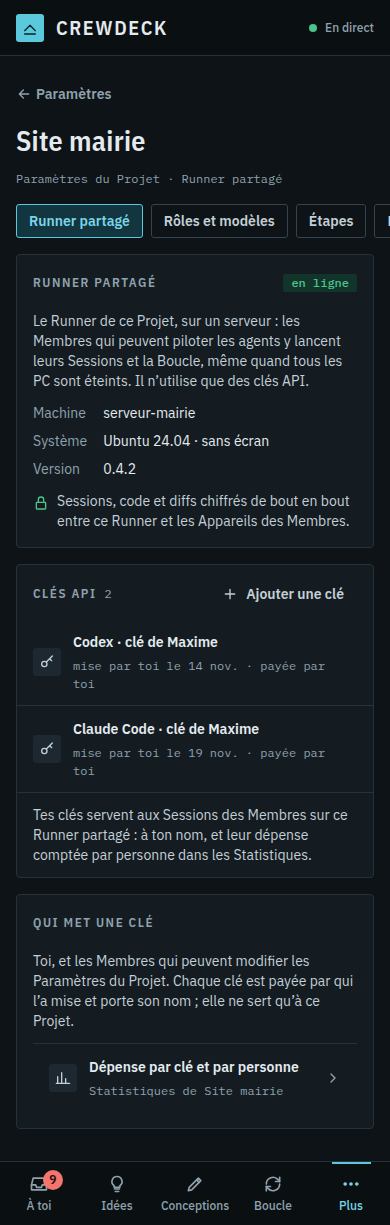 CREWDECK
En direct
← Paramètres
Site mairie
Paramètres du Projet · Runner partagé
Runner partagé
Rôles et modèles
Étapes
RUNNER PARTAGÉ
en ligne
Le Runner de ce Projet, sur un serveur : les
Membres qui peuvent piloter les agents y lancent
leurs Sessions et la Boucle, même quand tous les
PC sont éteints. Il n’utilise que des clés API.
Machine serveur-mairie
Système Ubuntu 24.04 · sans écran
Version 0.4.2
Sessions, code et diffs chiffrés de bout en bout
entre ce Runner et les Appareils des Membres.
CLÉS API 2
+ Ajouter une clé
Codex · clé de Maxime
mise par toi le 14 nov. · payée par
toi
Claude Code · clé de Maxime
mise par toi le 19 nov. · payée par
toi
Tes clés servent aux Sessions des Membres sur ce
Runner partagé : à ton nom, et leur dépense
comptée par personne dans les Statistiques.
QUI MET UNE CLÉ
Toi, et les Membres qui peuvent modifier les
Paramètres du Projet. Chaque clé est payée par qui
l’a mise et porte son nom ; elle ne sert qu’à ce
Projet.
Dépense par clé et par personne
Statistiques de Site mairie
9
À toi
Idées
Conceptions
Boucle
Plus